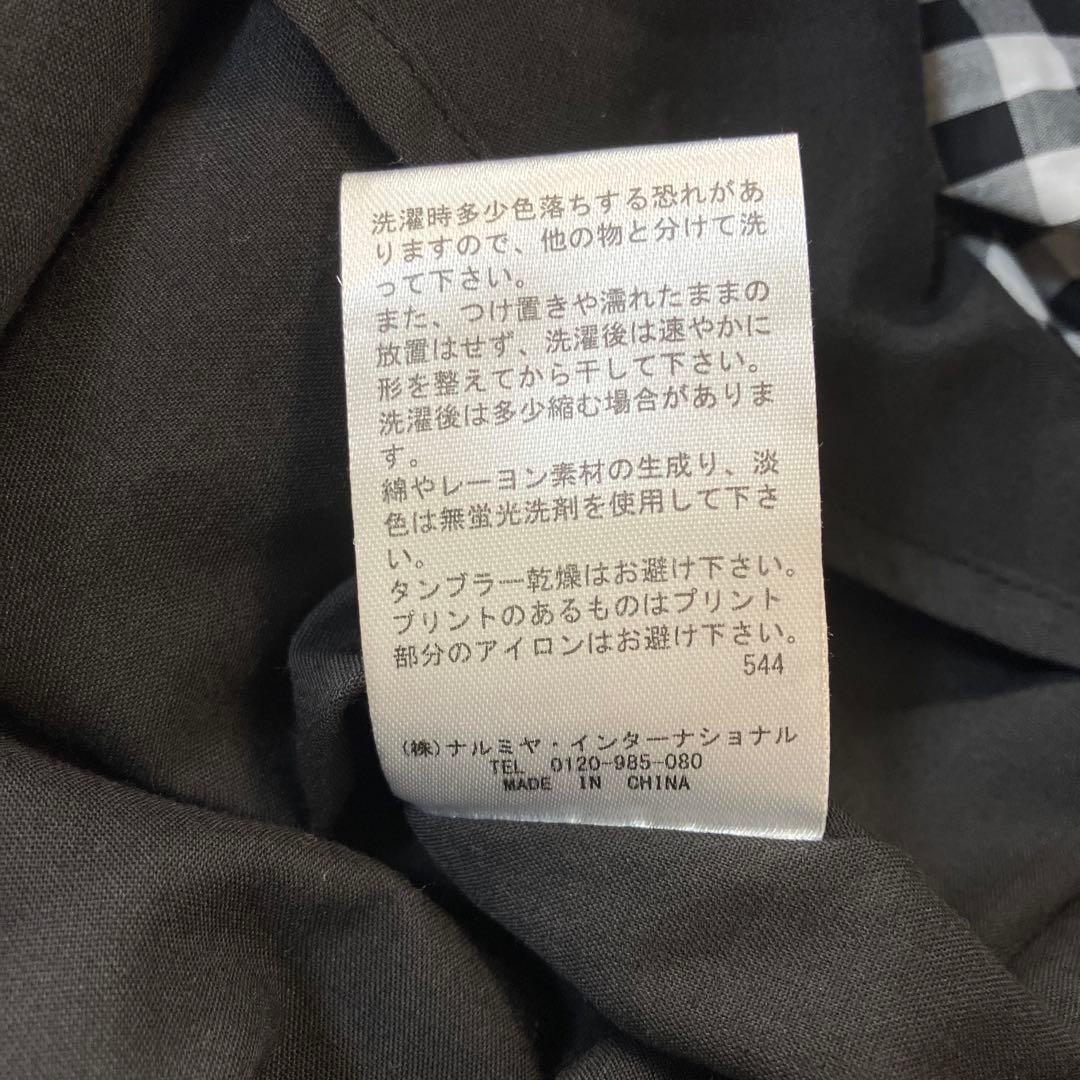 洗濯時多少色落ちする恐れがあ
りますので、他の物と分けて洗
って下さい。
また、つけ置きや濡れたままの
放置はせず、洗濯後は速やかに
形を整えてから干して下さい。
洗濯後は多少縮む場合がありま
す。
綿やレーヨン素材の生成り、淡
色は無蛍光洗剤を使用して下さ
い。
タンブラー乾燥はお避け下さい。
プリントのあるものはプリント
部分のアイロンはお避け下さい。
544
(株)ナルミヤ・インターナショナル
TEL 0120-985-080
MADE IN CHINA